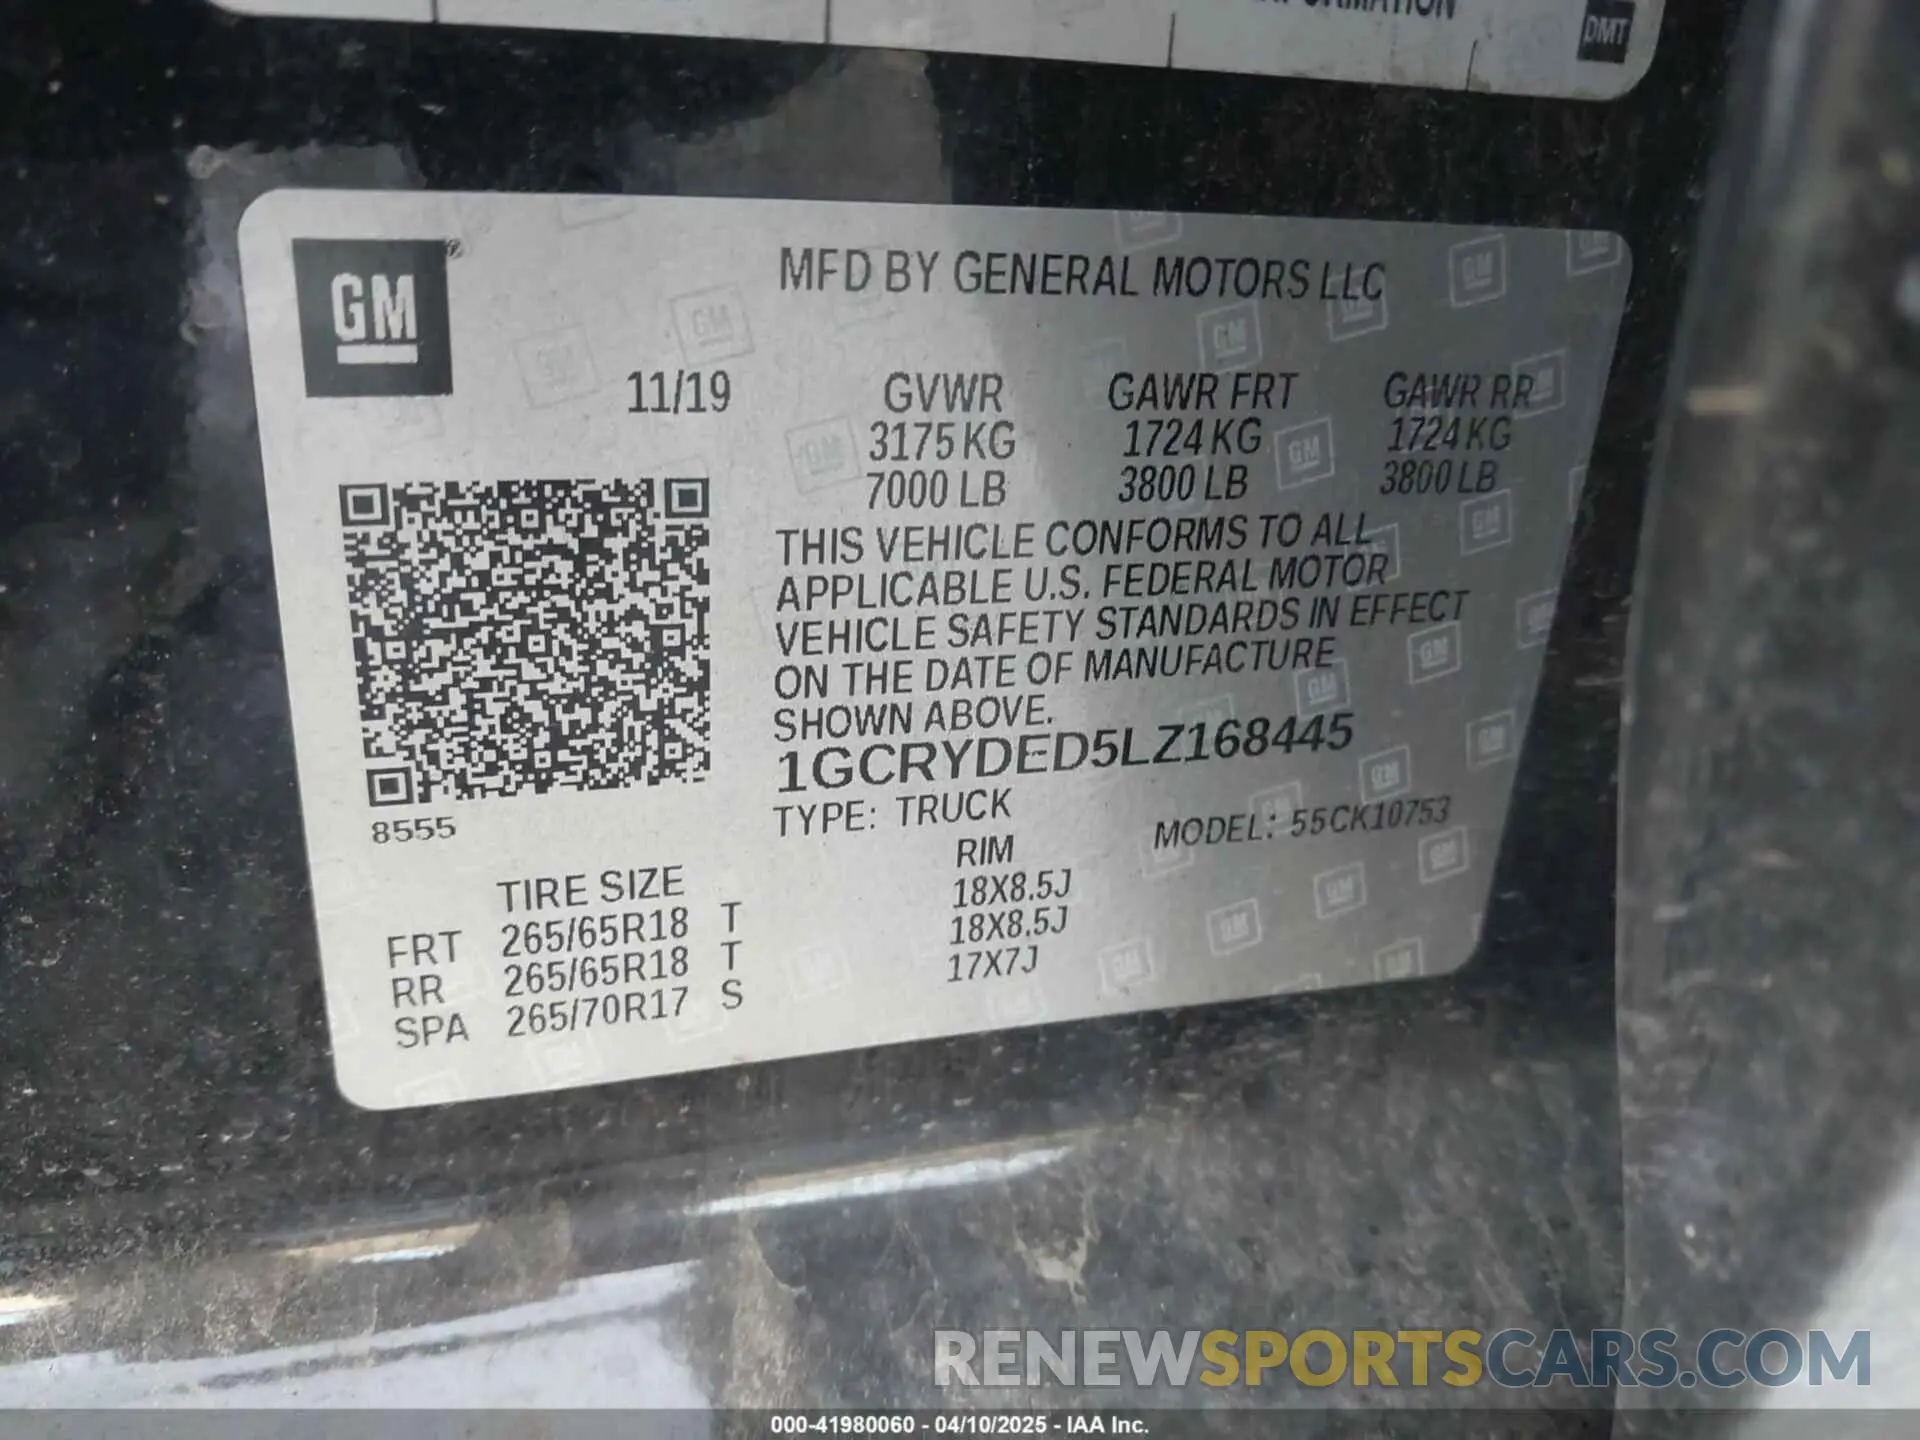 DMT
GM
®
MFD BY GENERAL MOTORS LLC
11/19 GVWR GAWR FRT GAWR RR
3175 KG 1724 KG 1724 KG
7000 LB 3800 LB 3800 LB
THIS VEHICLE CONFORMS TO ALL
APPLICABLE U.S. FEDERAL MOTOR
VEHICLE SAFETY STANDARDS IN EFFECT
ON THE DATE OF MANUFACTURE
SHOWN ABOVE.
1GCRYDED5LZ168445
TYPE: TRUCK MODEL: 55CK10753
8555
TIRE SIZE RIM
FRT 265/65R18 T 18X8.5J
RR 265/65R18 T 18X8.5J
SPA 265/70R17 S 17X7J
RENEWSPORTSCARS.COM
000-41980060 - 04/10/2025 - IAA Inc.